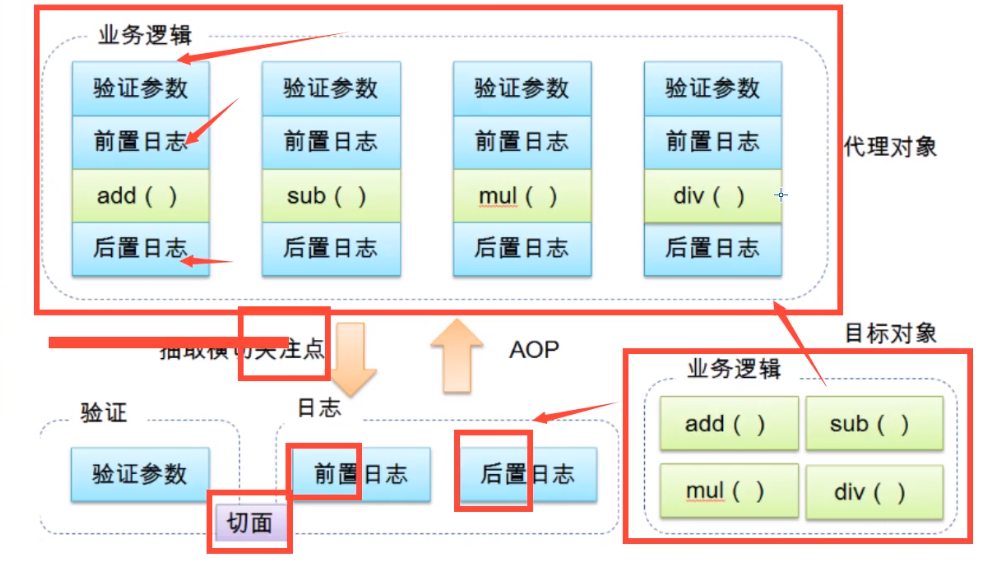 业务逻辑
验证参数
验证参数
验证参数
验证参数
前置日志
前置日志
前置日志
前置日志
代理对象
add（ ）
sub（ ）
mul（ ）
div（ ）
后置日志
后置日志
后置日志
后置日志
抽取横切关注点
AOP
目标对象
业务逻辑
add（ ）
sub（ ）
mul（ ）
div（ ）
验证
日志
验证参数
前置日志
后置日志
切面